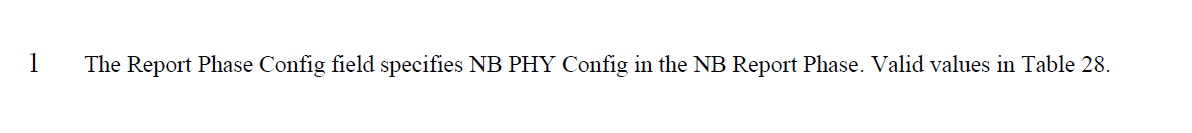 1 The Report Phase Config field specifies NB PHY Config in the NB Report Phase. Valid values in Table 28.